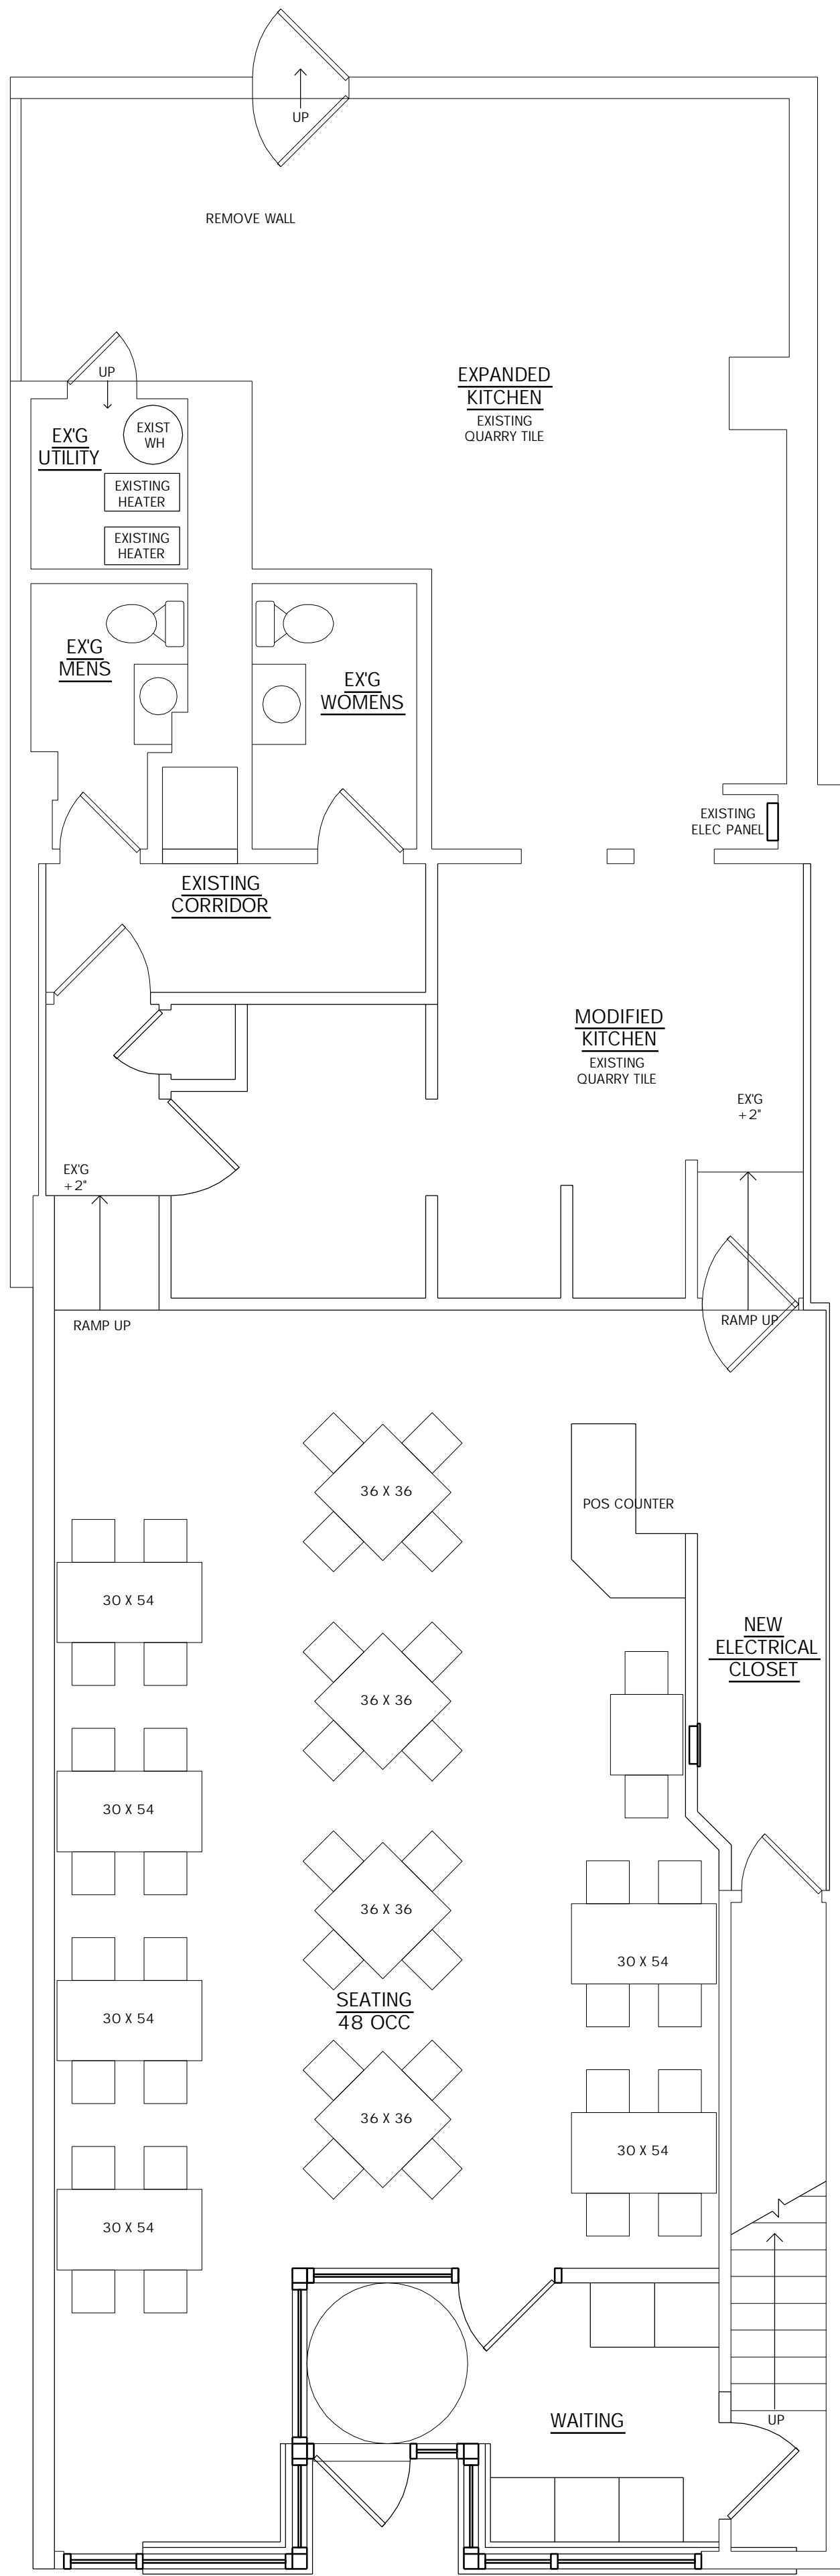 UP
REMOVE WALL
EXPANDED
KITCHEN
EXISTING
QUARRY TILE
UP
EX'G
UTILITY
EXIST
WH
EXISTING
HEATER
EXISTING
HEATER
EX'G
MENS
EX'G
WOMENS
EXISTING
ELEC PANEL
EXISTING
CORRIDOR
MODIFIED
KITCHEN
EXISTING
QUARRY TILE
EX'G
+2"
EX'G
+2"
RAMP UP
RAMP UP
36 X 36
POS COUNTER
30 X 54
NEW
ELECTRICAL
CLOSET
36 X 36
30 X 54
36 X 36
30 X 54
SEATING
48 OCC
30 X 54
36 X 36
30 X 54
30 X 54
WAITING
UP